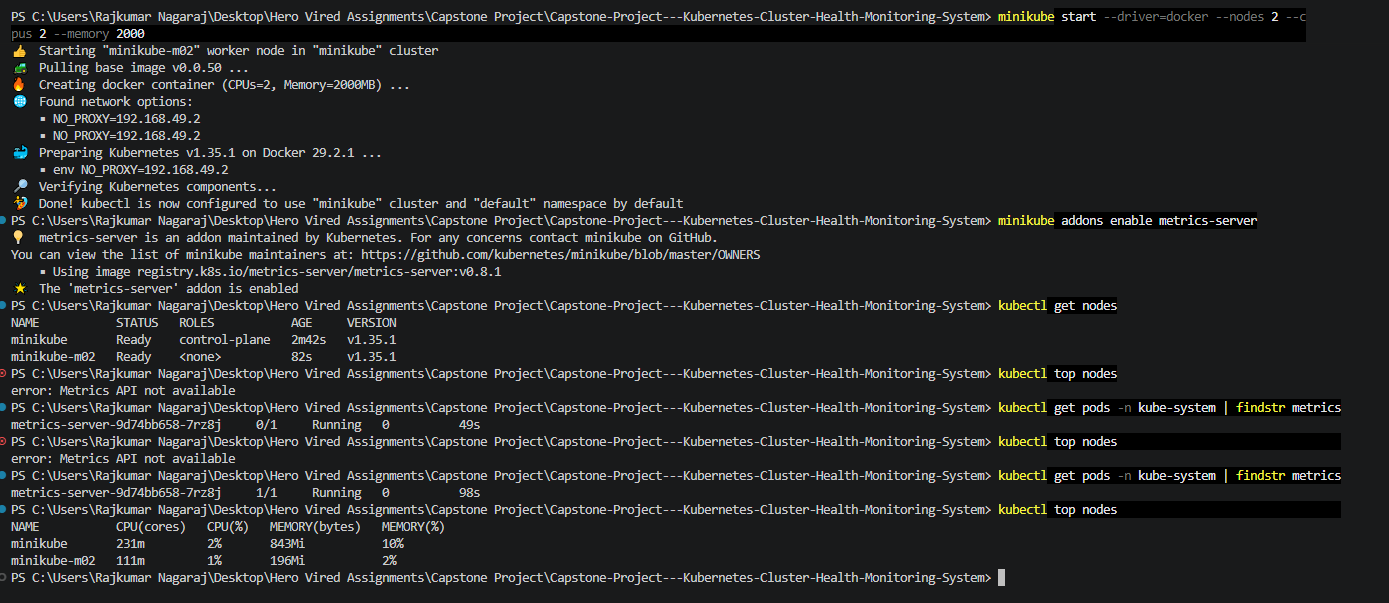 PS C:\Users\Rajkumar Nagaraj\Desktop\Hero Vired Assignments\Capstone Project\Capstone-Project---Kubernetes-Cluster-Health-Monitoring-System> minikube start --driver=docker --nodes 2 --c
pus 2 --memory 2000
Starting "minikube-m02" worker node in "minikube" cluster
Pulling base image v0.0.50 ...
Creating docker container (CPUs=2, Memory=2000MB) ...
Found network options:
▪ NO_PROXY=192.168.49.2
▪ NO_PROXY=192.168.49.2
Preparing Kubernetes v1.35.1 on Docker 29.2.1 ...
▪ env NO_PROXY=192.168.49.2
Verifying Kubernetes components...
Done! kubectl is now configured to use "minikube" cluster and "default" namespace by default
PS C:\Users\Rajkumar Nagaraj\Desktop\Hero Vired Assignments\Capstone Project\Capstone-Project---Kubernetes-Cluster-Health-Monitoring-System> minikube addons enable metrics-server
metrics-server is an addon maintained by Kubernetes. For any concerns contact minikube on GitHub.
You can view the list of minikube maintainers at: https://github.com/kubernetes/minikube/blob/master/OWNERS
▪ Using image registry.k8s.io/metrics-server/metrics-server:v0.8.1
The 'metrics-server' addon is enabled
PS C:\Users\Rajkumar Nagaraj\Desktop\Hero Vired Assignments\Capstone Project\Capstone-Project---Kubernetes-Cluster-Health-Monitoring-System> kubectl get nodes
NAME STATUS ROLES AGE VERSION
minikube Ready control-plane 2m42s v1.35.1
minikube-m02 Ready <none> 82s v1.35.1
PS C:\Users\Rajkumar Nagaraj\Desktop\Hero Vired Assignments\Capstone Project\Capstone-Project---Kubernetes-Cluster-Health-Monitoring-System> kubectl top nodes
error: Metrics API not available
PS C:\Users\Rajkumar Nagaraj\Desktop\Hero Vired Assignments\Capstone Project\Capstone-Project---Kubernetes-Cluster-Health-Monitoring-System> kubectl get pods -n kube-system | findstr metrics
metrics-server-9d74bb658-7rz8j 0/1 Running 0 49s
PS C:\Users\Rajkumar Nagaraj\Desktop\Hero Vired Assignments\Capstone Project\Capstone-Project---Kubernetes-Cluster-Health-Monitoring-System> kubectl top nodes
error: Metrics API not available
PS C:\Users\Rajkumar Nagaraj\Desktop\Hero Vired Assignments\Capstone Project\Capstone-Project---Kubernetes-Cluster-Health-Monitoring-System> kubectl get pods -n kube-system | findstr metrics
metrics-server-9d74bb658-7rz8j 1/1 Running 0 98s
PS C:\Users\Rajkumar Nagaraj\Desktop\Hero Vired Assignments\Capstone Project\Capstone-Project---Kubernetes-Cluster-Health-Monitoring-System> kubectl top nodes
NAME CPU(cores) CPU(%) MEMORY(bytes) MEMORY(%)
minikube 231m 2% 843Mi 10%
minikube-m02 111m 1% 196Mi 2%
PS C:\Users\Rajkumar Nagaraj\Desktop\Hero Vired Assignments\Capstone Project\Capstone-Project---Kubernetes-Cluster-Health-Monitoring-System>